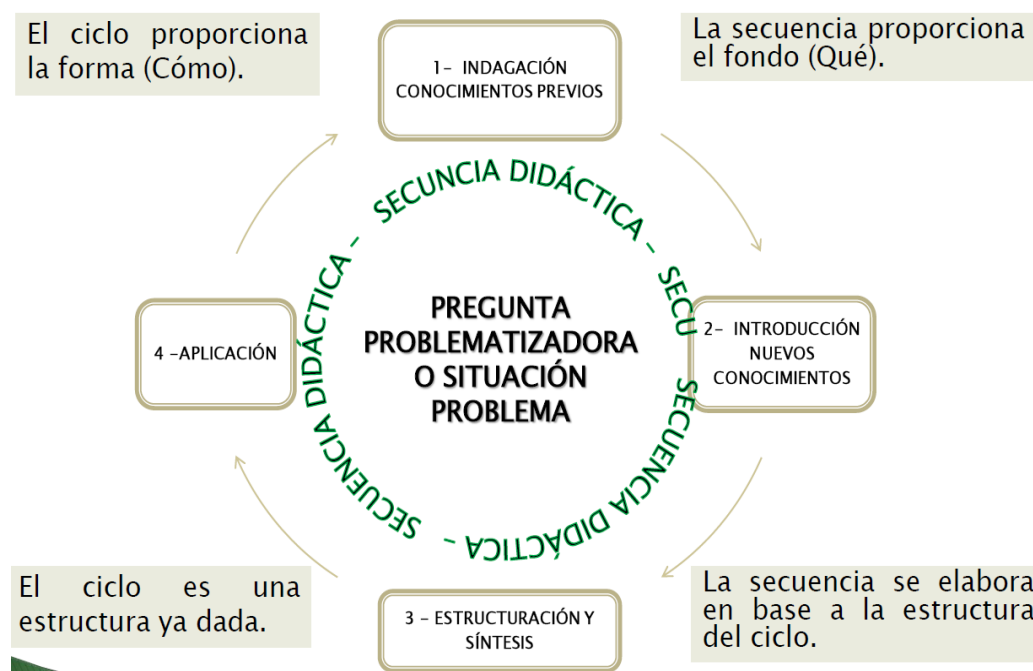 El ciclo proporciona
la forma (Cómo).
1- INDAGACIÓN
CONOCIMIENTOS PREVIOS
La secuencia proporciona
el fondo (Qué).
SECUNCIA DIDÁCTICA - SECU
SECUENCIA DIDÁCTICA - SECUENCIA DIDÁCTICA -
PREGUNTA
PROBLEMATIZADORA
O SITUACIÓN
PROBLEMA
2- INTRODUCCIÓN
NUEVOS
CONOCIMIENTOS
4 -APLICACIÓN
3 - ESTRUCTURACIÓN Y
SÍNTESIS
El ciclo es una
estructura ya dada.
La secuencia se elabora
en base a la estructura
del ciclo.